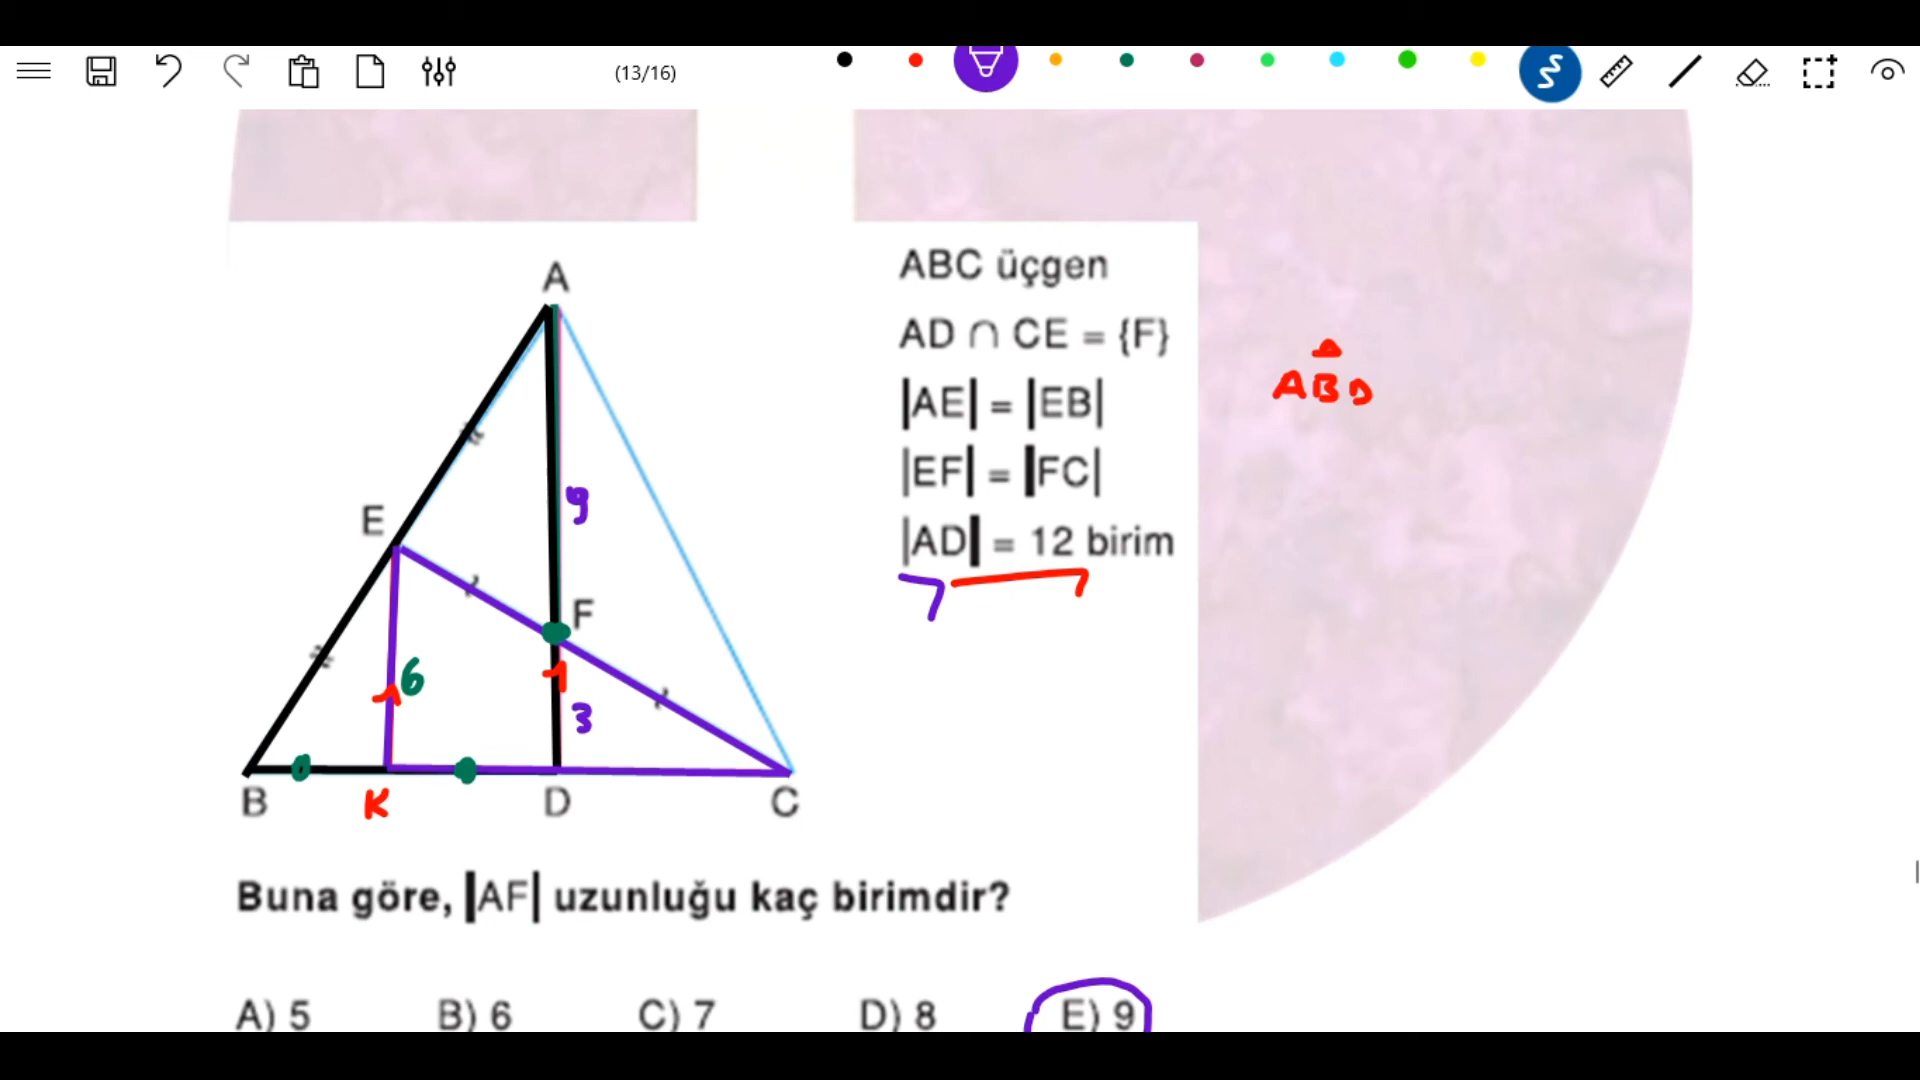 (13/16)
A
E
F
B
D
C
K
9
6
3
1
1
ABC üçgen
AD ∩ CE = {F}
|AE| = |EB|
|EF| = |FC|
|AD| = 12 birim
ABD
Buna göre, |AF| uzunluğu kaç birimdir?
A) 5 B) 6 C) 7 D) 8 E) 9